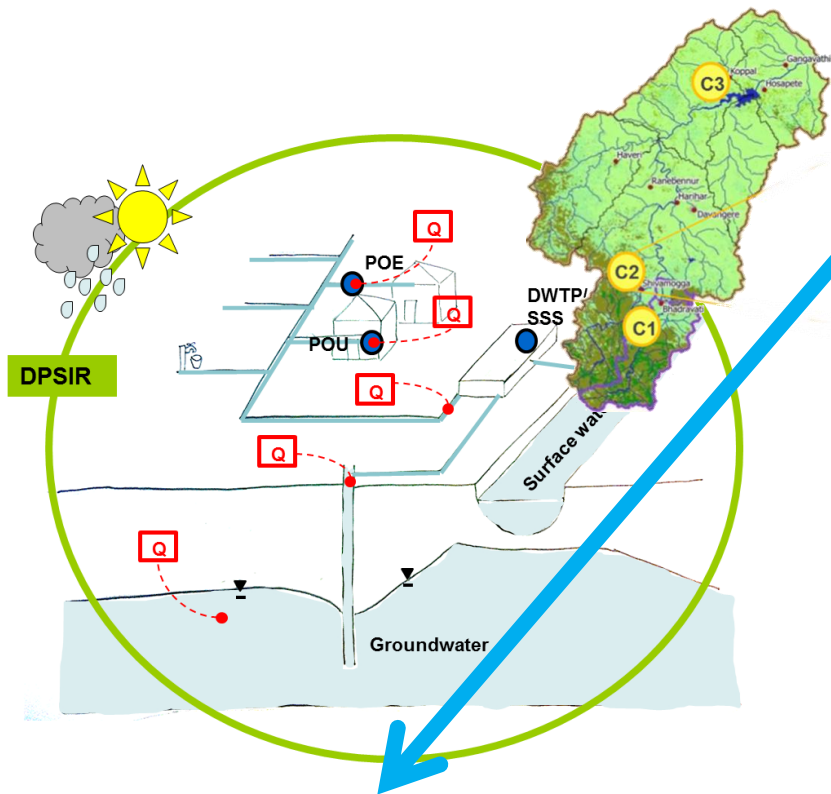 Gangavathi
Koppal
C3
Hosapete
Haveri
Ranebennur
Harihar
Davangere
Q
POE
C2
Shivamogga
DWTP/
SSS
Bhadravati
Q
C1
POU
DPSIR
Q
Q
Surface wate
Q
Groundwater